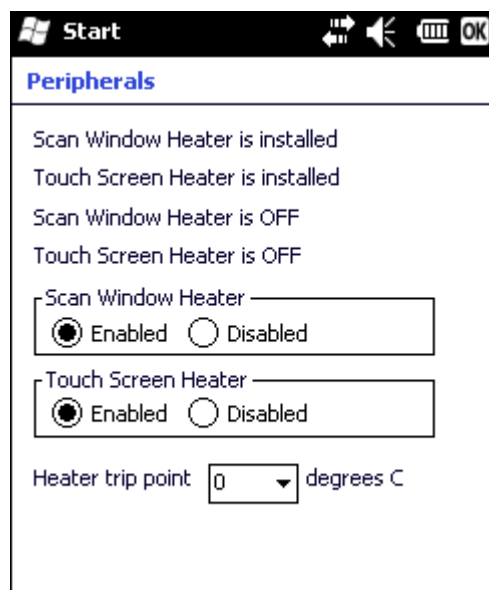 Start OK
Peripherals
Scan Window Heater is installed
Touch Screen Heater is installed
Scan Window Heater is OFF
Touch Screen Heater is OFF
Scan Window Heater
Enabled Disabled
Touch Screen Heater
Enabled Disabled
Heater trip point 0 degrees C